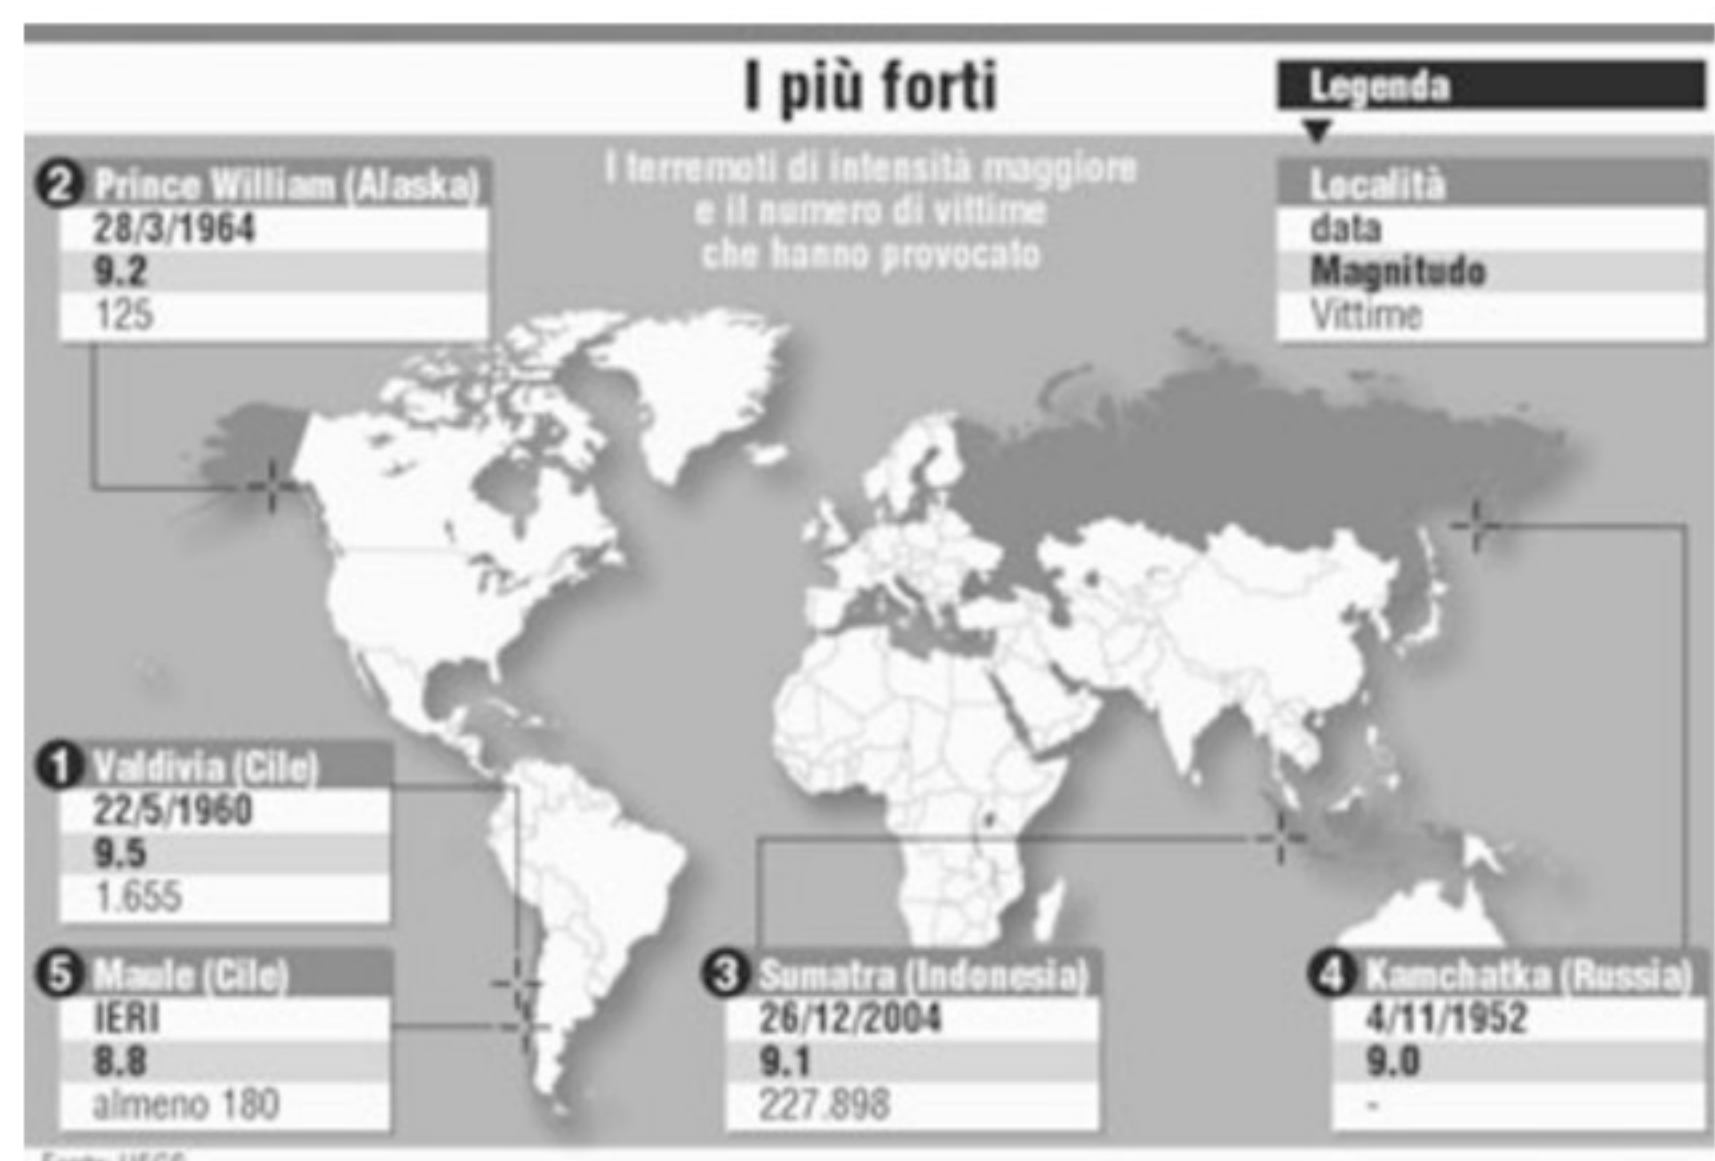 I più forti
Legenda
Località
data
Magnitudo
Vittime
I terremoti di intensità maggiore
e il numero di vittime
che hanno provocato
2 Prince William (Alaska)
28/3/1964
9.2
125
1 Valdivia (Cile)
22/5/1960
9.5
1.655
5 Maule (Cile)
IERI
8.8
almeno 180
3 Sumatra (Indonesia)
26/12/2004
9.1
227.898
4 Kamchatka (Russia)
4/11/1952
9.0
-